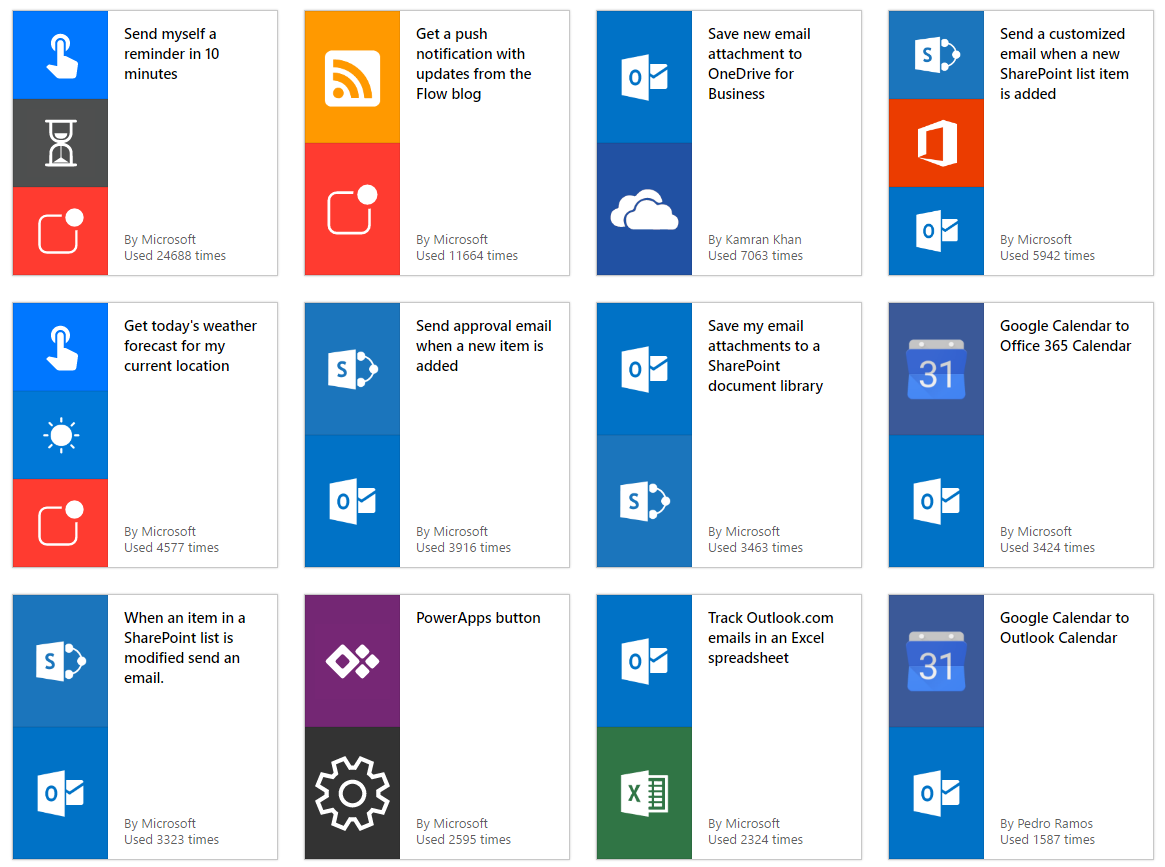 Send myself a
reminder in 10
minutes
By Microsoft
Used 24688 times
Get a push
notification with
updates from the
Flow blog
By Microsoft
Used 11664 times
O
Save new email
attachment to
OneDrive for
Business
By Kamran Khan
Used 7063 times
S
O
Send a customized
email when a new
SharePoint list item
is added
By Microsoft
Used 5942 times
Get today's weather
forecast for my
current location
By Microsoft
Used 4577 times
S
O
Send approval email
when a new item is
added
By Microsoft
Used 3916 times
O
S
Save my email
attachments to a
SharePoint
document library
By Microsoft
Used 3463 times
31
O
Google Calendar to
Office 365 Calendar
By Microsoft
Used 3424 times
S
O
When an item in a
SharePoint list is
modified send an
email.
By Microsoft
Used 3323 times
PowerApps button
By Microsoft
Used 2595 times
O
X
Track Outlook.com
emails in an Excel
spreadsheet
By Microsoft
Used 2324 times
31
O
Google Calendar to
Outlook Calendar
By Pedro Ramos
Used 1587 times